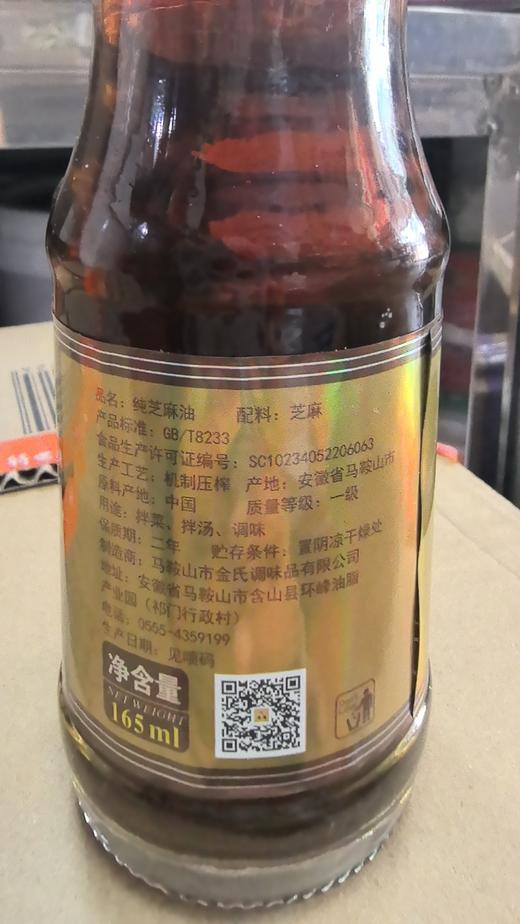 品名：纯芝麻油 配料：芝麻
产品标准：GB/T8233
食品生产许可证编号：SC10234052206063
生产工艺：机制压榨 产地：安徽省马鞍山市
原料产地：中国 质量等级：一级
用途：拌菜、拌汤、调味
保质期：二年 贮存条件：置阴凉干燥处
制造商：马鞍山市金氏调味品有限公司
地址：安徽省马鞍山市含山县环峰油脂
产业园（祁门行政村）
电话：0555-4359199
生产日期：见喷码
净含量
NET WEIGHT
165ml